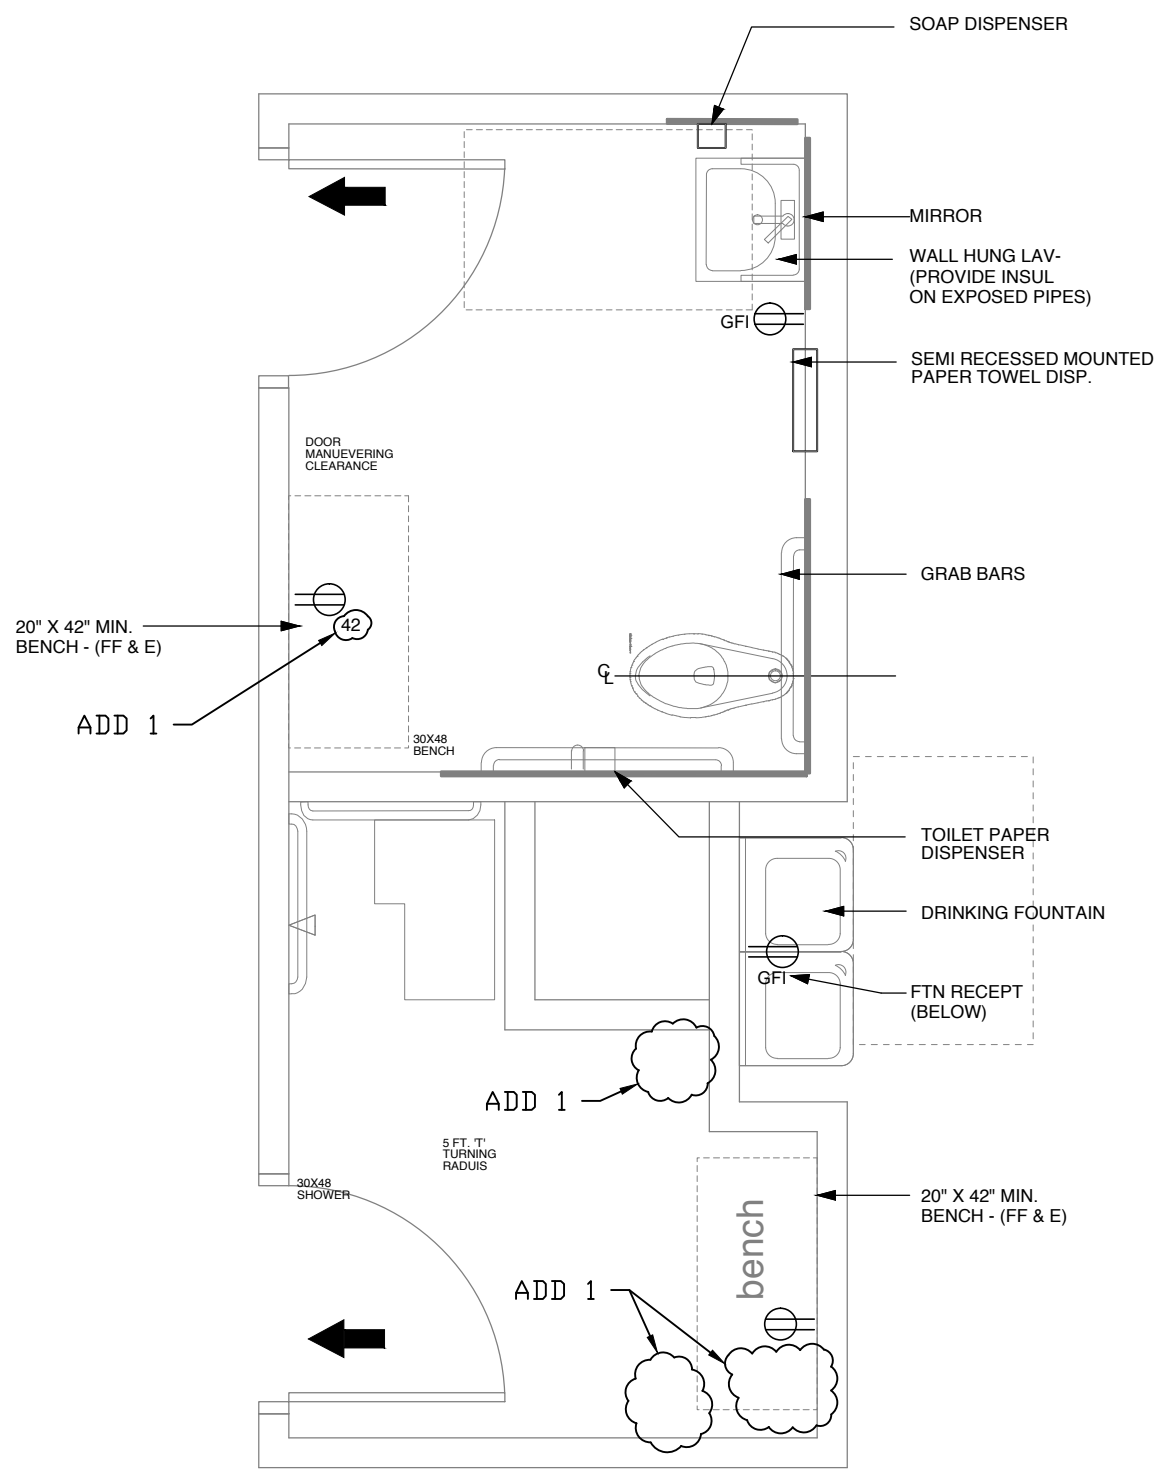 SOAP DISPENSER
MIRROR
WALL HUNG LAV-
(PROVIDE INSUL
ON EXPOSED PIPES)
GFI
SEMI RECESSED MOUNTED
PAPER TOWEL DISP.
DOOR
MANUEVERING
CLEARANCE
GRAB BARS
20" X 42" MIN.
BENCH - (FF & E)
42
ADD 1
CL
30X48
BENCH
TOILET PAPER
DISPENSER
DRINKING FOUNTAIN
GFI
FTN RECEPT
(BELOW)
ADD 1
5 FT. 'T'
TURNING
RADUIS
30X48
SHOWER
20" X 42" MIN.
BENCH - (FF & E)
bench
ADD 1